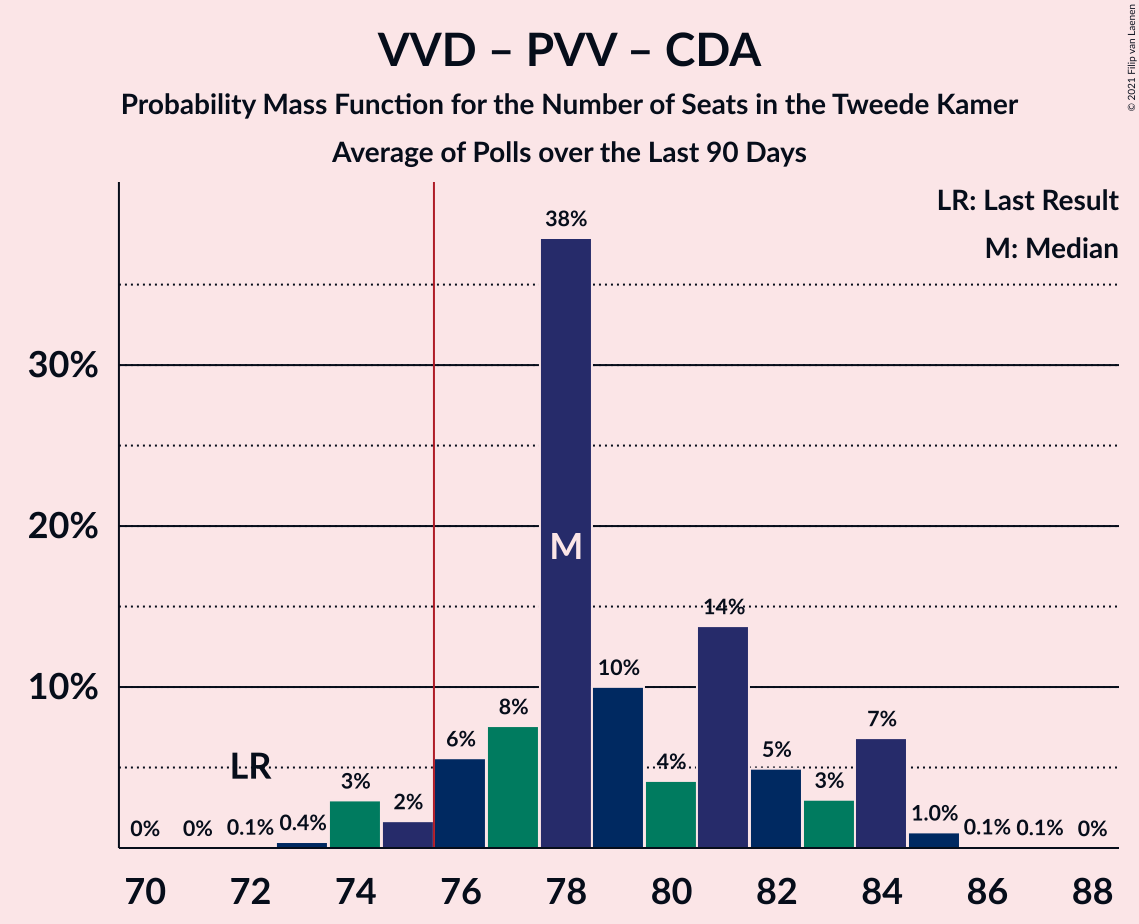 VVD – PVV – CDA
Probability Mass Function for the Number of Seats in the Tweede Kamer
Average of Polls over the Last 90 Days
© 2021 Filip van Laenen
LR: Last Result
M: Median
38%
30%
M
20%
14%
10%
10%
8%
7%
6%
5%
LR
4%
3%
3%
2%
1.0%
0% 0% 0.1% 0.4% 0.1% 0.1% 0%
70 72 74 76 78 80 82 84 86 88